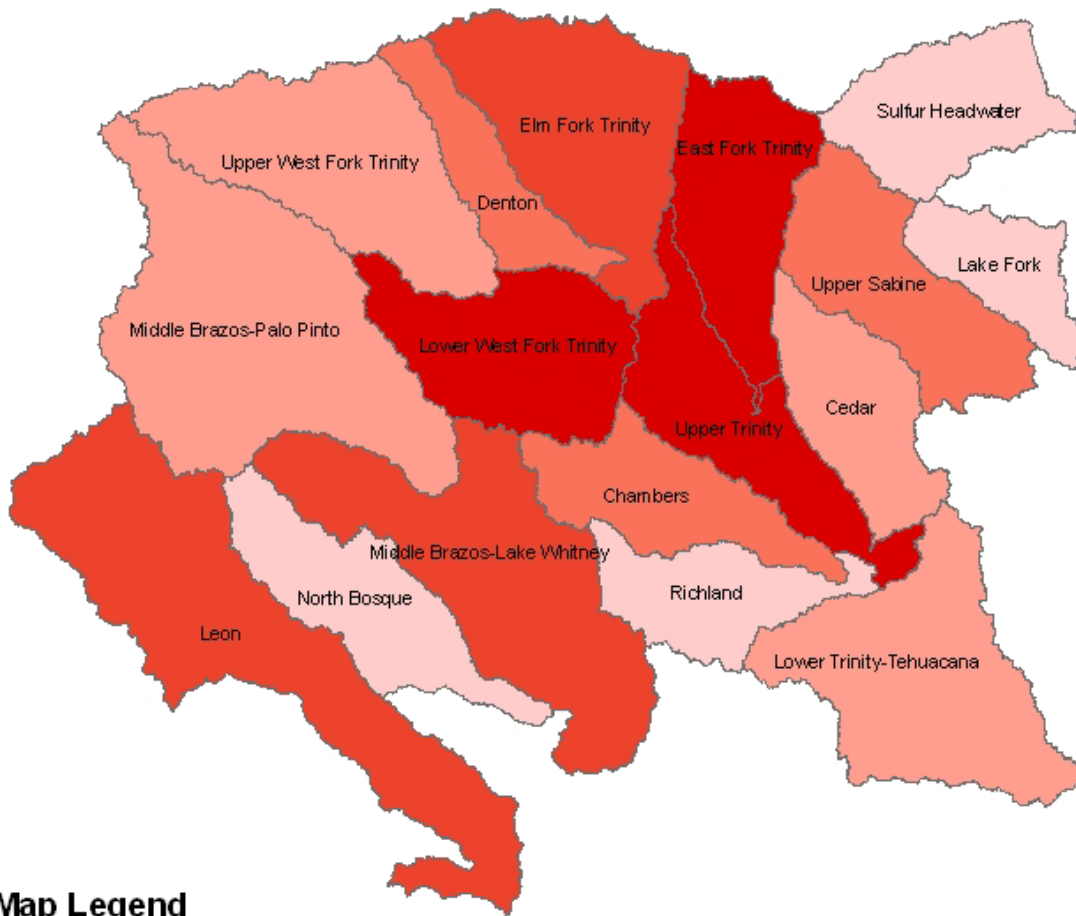 Sulfur Headwater
Elm Fork Trinity
East Fork Trinity
Upper West Fork Trinity
Denton
Lake Fork
Upper Sabine
Middle Brazos-Palo Pinto
Lower West Fork Trinity
Cedar
Upper Trinity
Chambers
Middle Brazos-Lake Whitney
Richland
North Bosque
Leon
Lower Trinity-Tehuacana
Map Legend